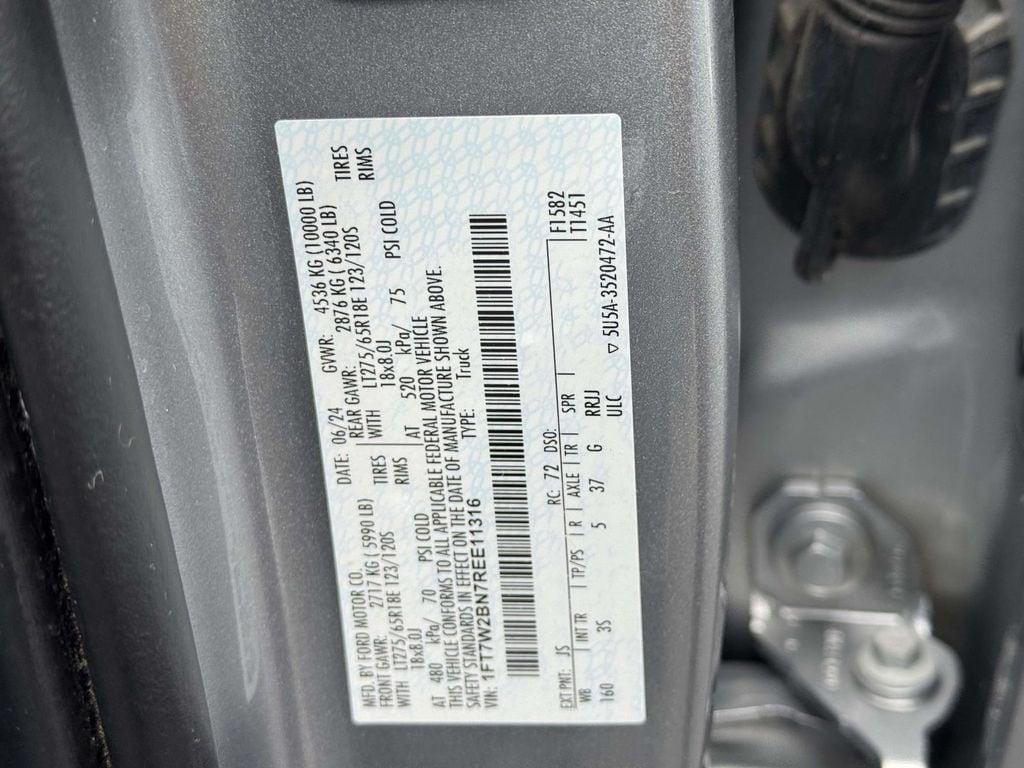 MFD. BY FORD MOTOR CO. DATE: 06/24 GVWR: 4536 KG (10000 LB)
FRONT GAWR: 2717 KG ( 5990 LB) REAR GAWR: 2876 KG ( 6340 LB)
WITH LT275/65R18E 123/120S TIRES WITH LT275/65R18E 123/120S TIRES
18x8.0J RIMS 18x8.0J RIMS
AT 480 kPa/ 70 PSI COLD AT 520 kPa/ 75 PSI COLD
THIS VEHICLE CONFORMS TO ALL APPLICABLE FEDERAL MOTOR VEHICLE
SAFETY STANDARDS IN EFFECT ON THE DATE OF MANUFACTURE SHOWN ABOVE.
VIN: 1FT7W2BN7REE11316 TYPE: Truck
F1582
EXT PNT: JS RC: 72 DSO: T1451
WB INT TR TP/PS R AXLE TR SPR
160 3S 5 37 G RRJJ
ULC ▽ 5U5A-3520472-AA